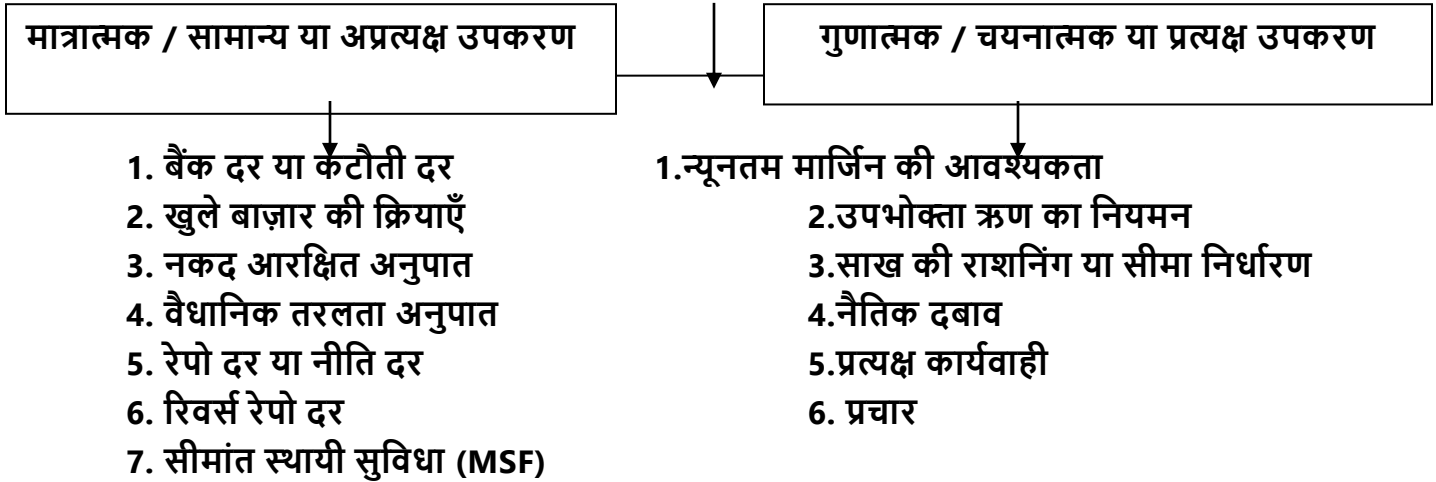 मात्रात्मक / सामान्य या अप्रत्यक्ष उपकरण
गुणात्मक / चयनात्मक या प्रत्यक्ष उपकरण
1. बैंक दर या कटौती दर
2. खुले बाज़ार की क्रियाएँ
3. नकद आरक्षित अनुपात
4. वैधानिक तरलता अनुपात
5. रेपो दर या नीति दर
6. रिवर्स रेपो दर
7. सीमांत स्थायी सुविधा (MSF)
1.न्यूनतम मार्जिन की आवश्यकता
2.उपभोक्ता ऋण का नियमन
3.साख की राशनिंग या सीमा निर्धारण
4.नैतिक दबाव
5.प्रत्यक्ष कार्यवाही
6. प्रचार